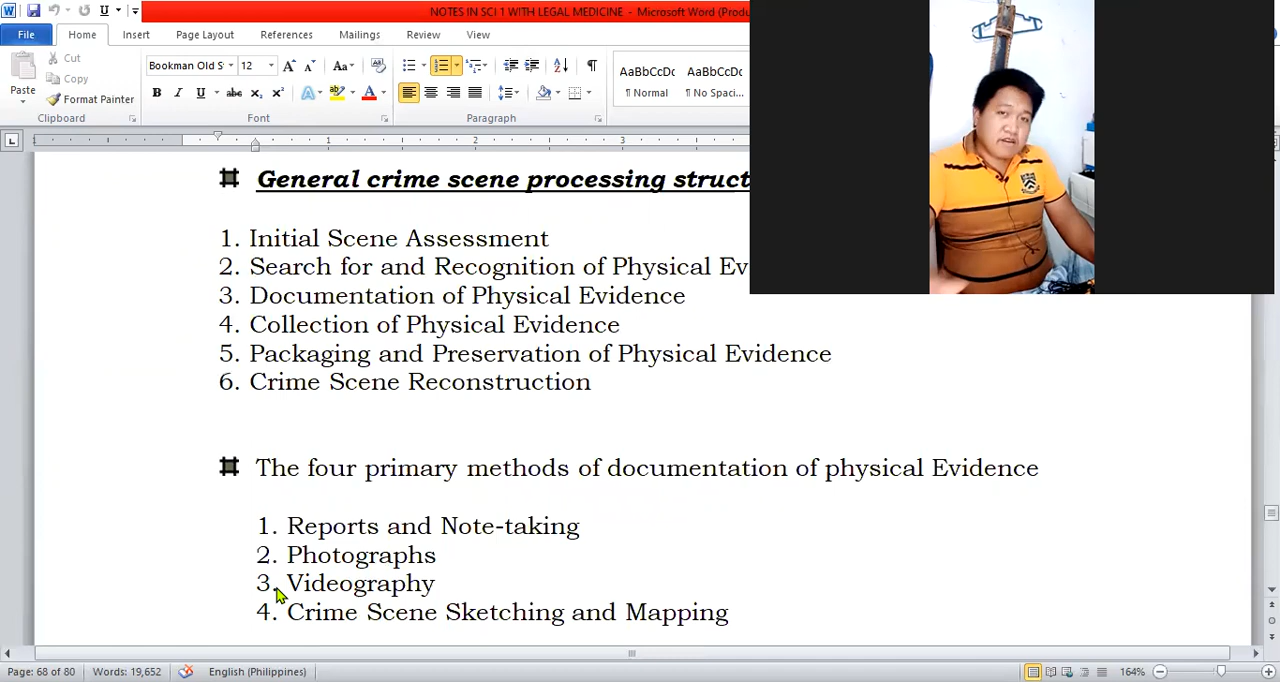 NOTES IN SCI 1 WITH LEGAL MEDICINE - Microsoft Word (Produ
File Home Insert Page Layout References Mailings Review View
Paste
Cut
Copy
Format Painter
Clipboard
Bookman Old S 12
Font
Paragraph
AaBbCcDc AaBbCcDc
¶ Normal ¶ No Spaci...
1 1 2 3
General crime scene processing struct
1. Initial Scene Assessment
2. Search for and Recognition of Physical Ev
3. Documentation of Physical Evidence
4. Collection of Physical Evidence
5. Packaging and Preservation of Physical Evidence
6. Crime Scene Reconstruction
The four primary methods of documentation of physical Evidence
1. Reports and Note-taking
2. Photographs
3. Videography
4. Crime Scene Sketching and Mapping
Page: 68 of 80 Words: 19,652 English (Philippines) 164%